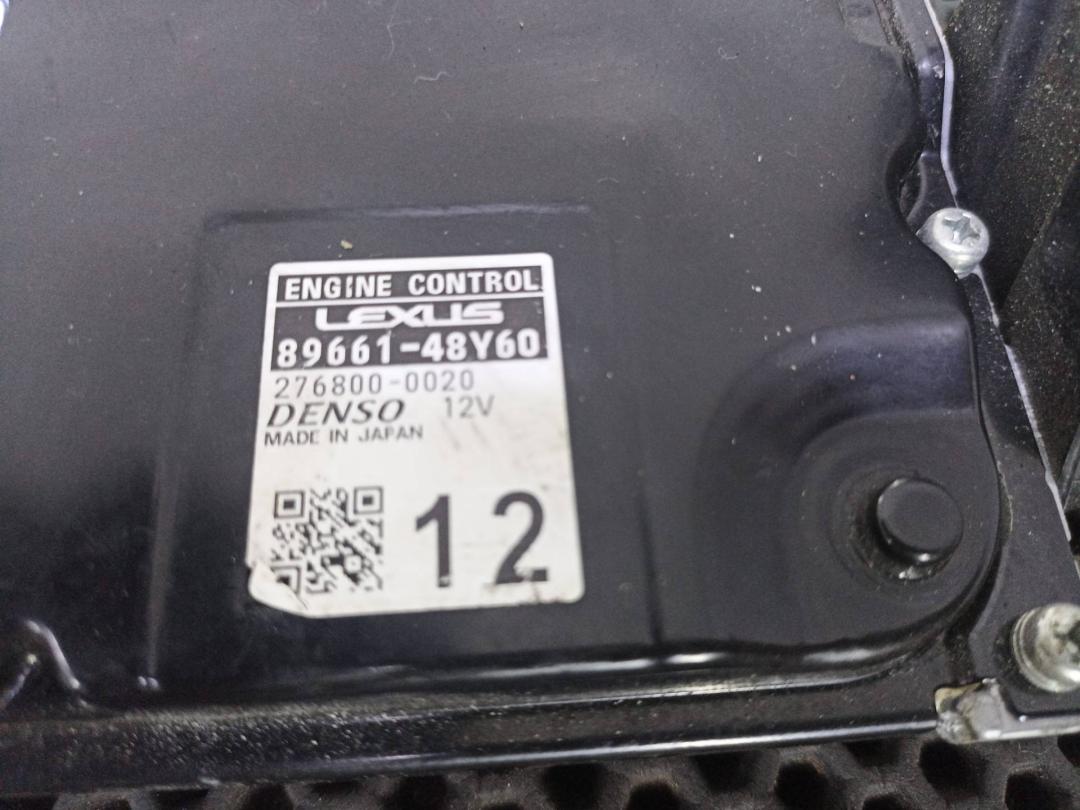 ENGINE CONTROL
LEXUS
89661-48Y60
276800-0020
DENSO 12V
MADE IN JAPAN
12